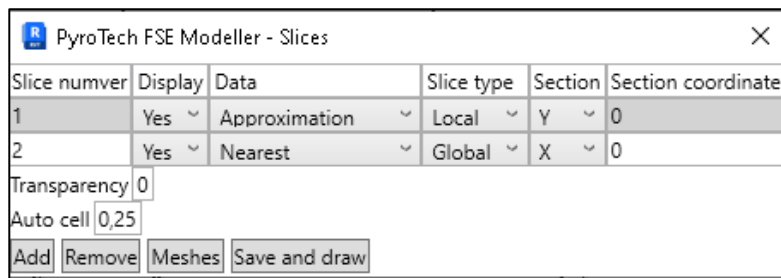 R
RVT
PyroTech FSE Modeller - Slices
Slice numver Display Data Slice type Section Section coordinate
1 Yes Approximation Local Y 0
2 Yes Nearest Global X 0
Transparency 0
Auto cell 0,25
Add Remove Meshes Save and draw